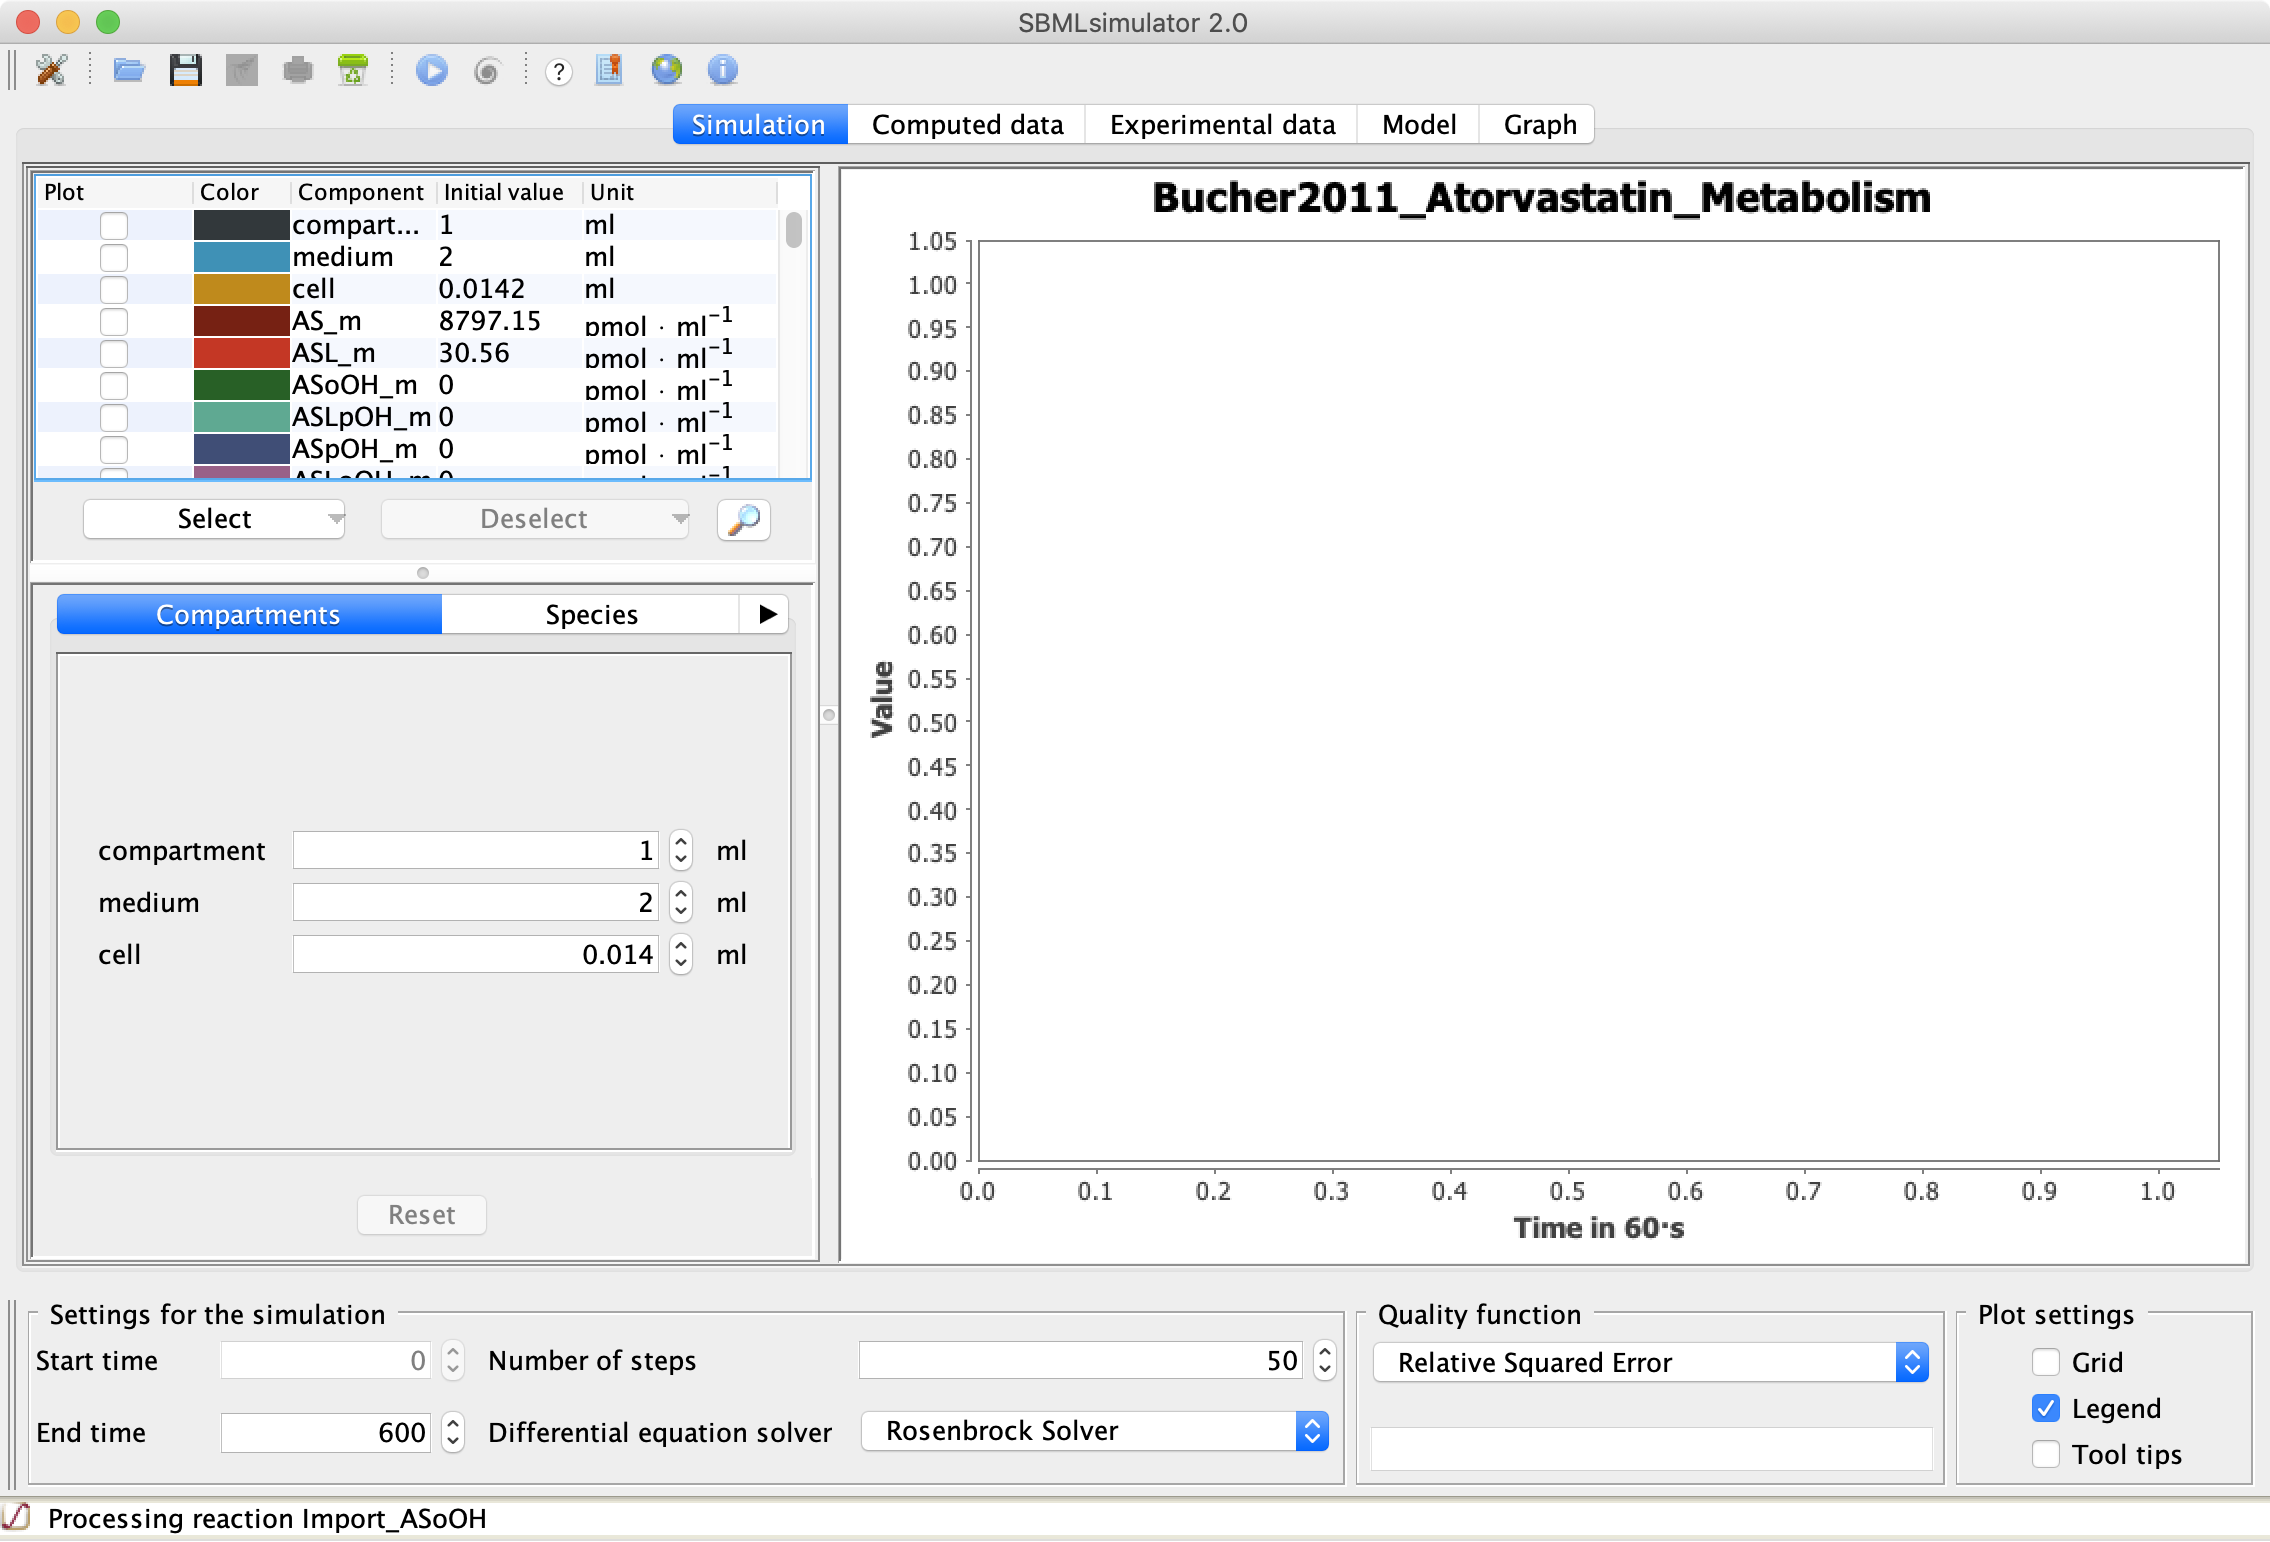 SBMLsimulator 2.0
?
Simulation Computed data Experimental data Model Graph
Plot Color Component Initial value Unit
compart... 1 ml
medium 2 ml
cell 0.0142 ml
AS_m 8797.15 pmol · ml⁻¹
ASL_m 30.56 pmol · ml⁻¹
ASoOH_m 0 pmol · ml⁻¹
ASLpOH_m 0 pmol · ml⁻¹
ASpOH_m 0 pmol · ml⁻¹
Select Deselect
Compartments Species
compartment 1 ml
medium 2 ml
cell 0.014 ml
Reset
Bucher2011_Atorvastatin_Metabolism
1.05
1.00
0.95
0.90
0.85
0.80
0.75
0.70
0.65
0.60
0.55
0.50
0.45
0.40
0.35
0.30
0.25
0.20
0.15
0.10
0.05
0.00
Value
0.0 0.1 0.2 0.3 0.4 0.5 0.6 0.7 0.8 0.9 1.0
Time in 60·s
Settings for the simulation
Start time 0 Number of steps 50
End time 600 Differential equation solver Rosenbrock Solver
Quality function
Relative Squared Error
Plot settings
Grid
Legend
Tool tips
Processing reaction Import_ASoOH